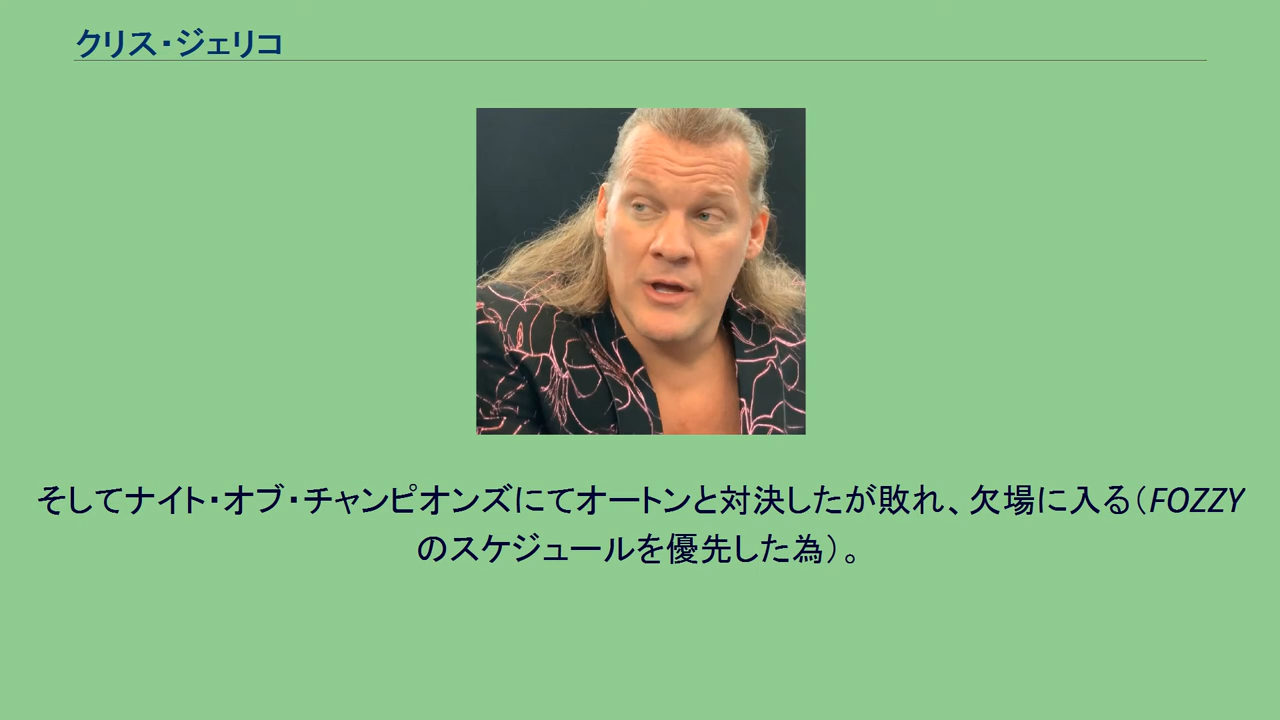 クリス・ジェリコ
そしてナイト・オブ・チャンピオンズにてオートンと対決したが敗れ、欠場に入る（FOZZY
のスケジュールを優先した為）。